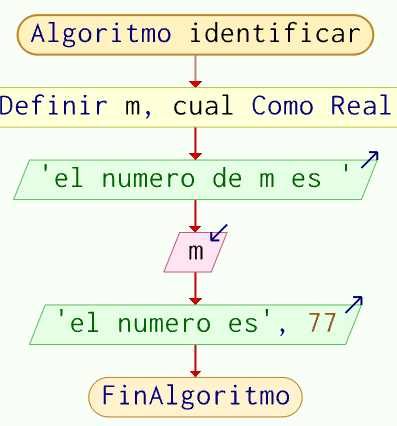 Algoritmo identificar
Definir m, cual Como Real
'el numero de m es '
m
'el numero es', 77
FinAlgoritmo